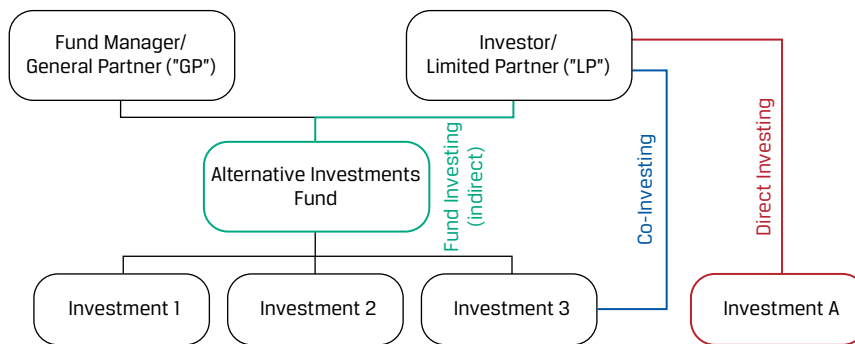 Fund Manager/
General Partner ("GP")
Investor/
Limited Partner ("LP")
Alternative Investments
Fund
Fund Investing
(indirect)
Co-Investing
Direct Investing
Investment 1
Investment 2
Investment 3
Investment A